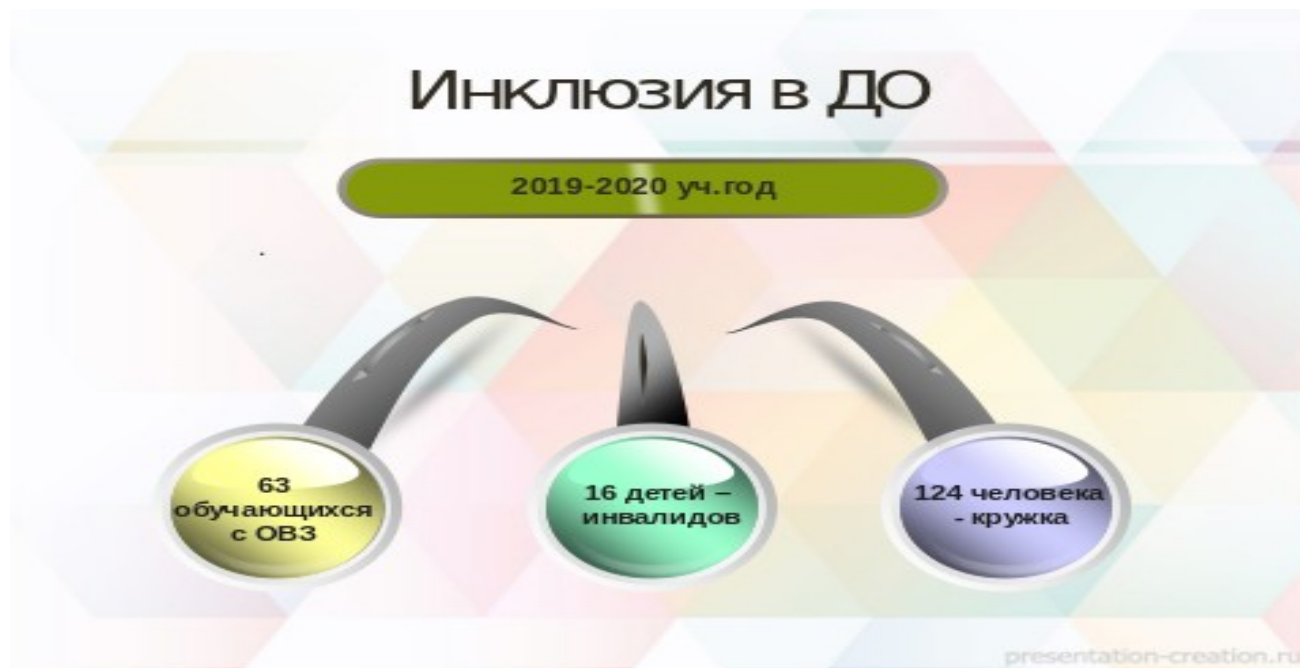 Инклюзия в ДО
2019-2020 уч.год
63
обучающихся
с ОВЗ
16 детей –
инвалидов
124 человека
- кружка
presentation-creation.ru